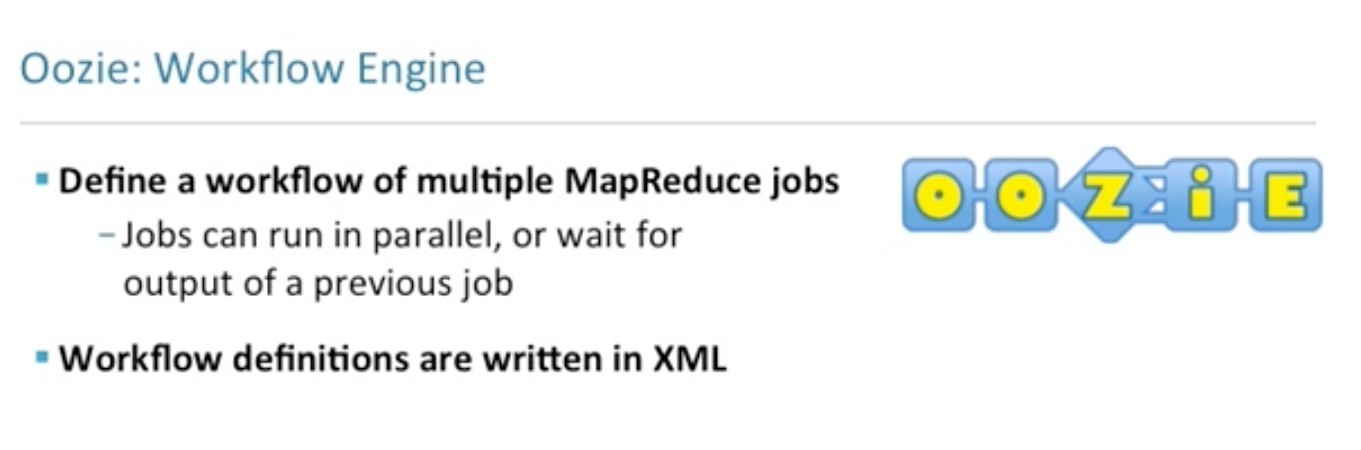 Oozie: Workflow Engine
Define a workflow of multiple MapReduce jobs
OOZiE
– Jobs can run in parallel, or wait for
output of a previous job
Workflow definitions are written in XML